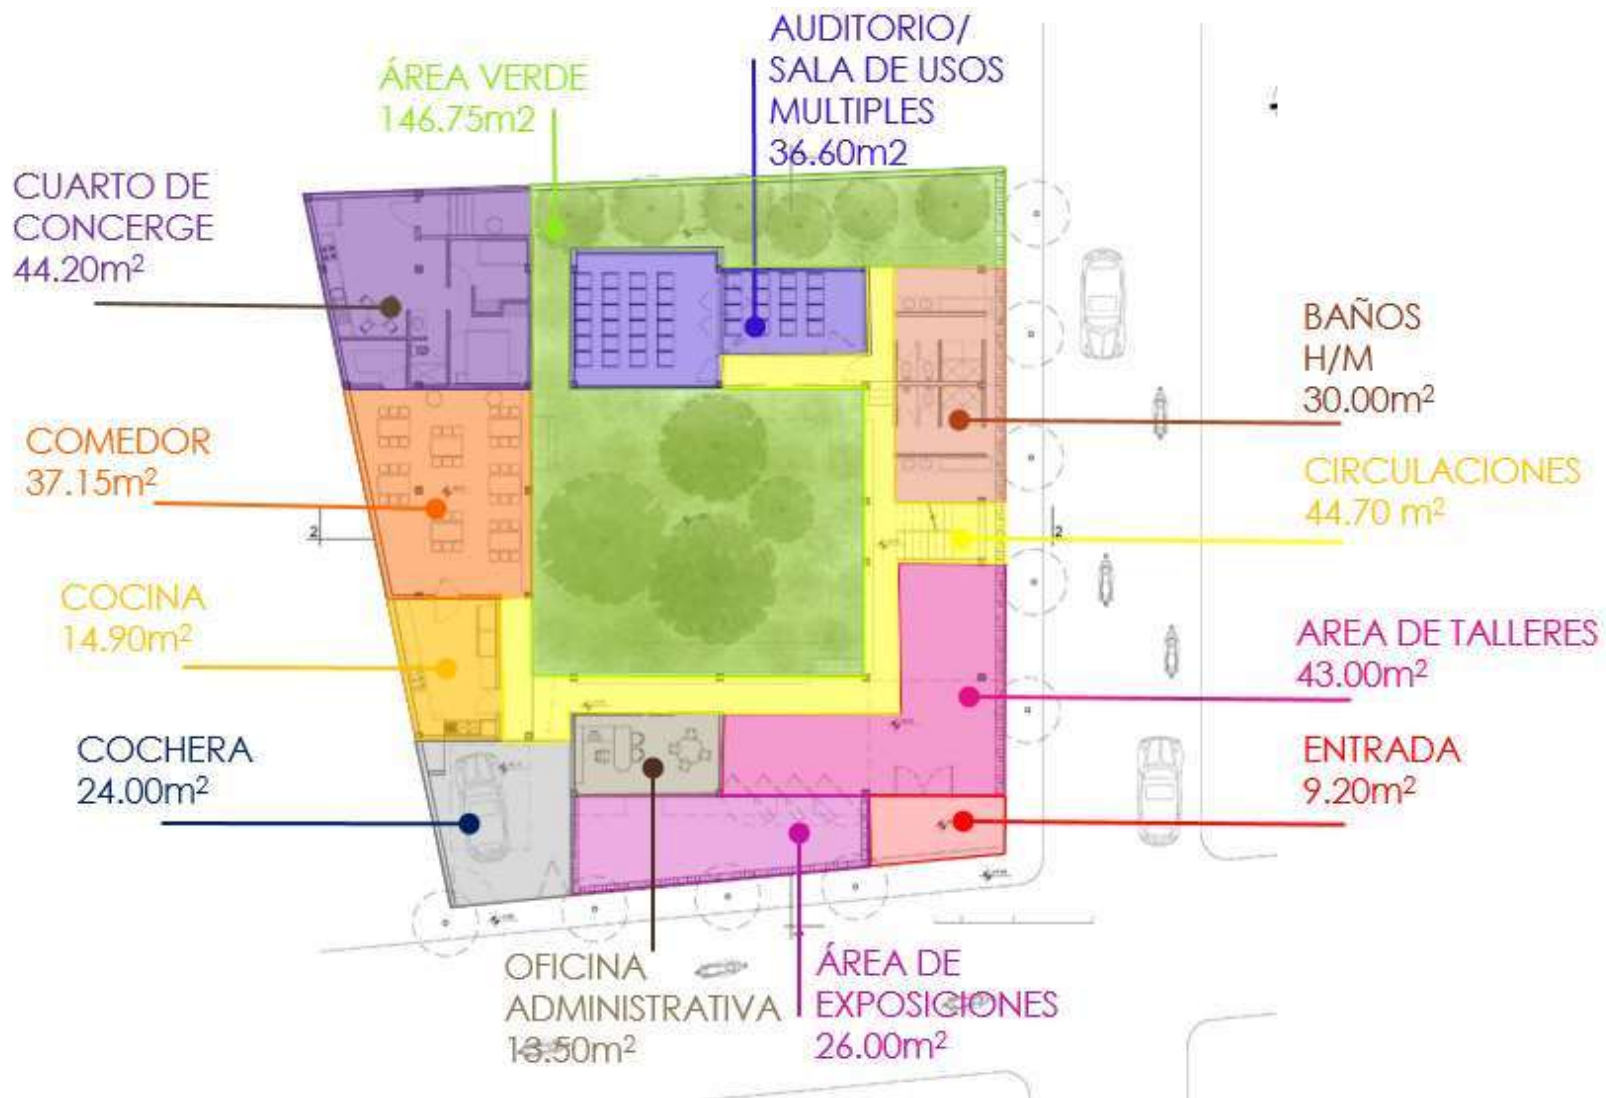 AUDITORIO/
SALA DE USOS
MULTIPLES
36.60m2
ÁREA VERDE
146.75m2
CUARTO DE
CONCERGE
44.20m²
BAÑOS
H/M
30.00m²
COMEDOR
37.15m²
CIRCULACIONES
44.70 m²
2
2
COCINA
14.90m²
AREA DE TALLERES
43.00m²
COCHERA
24.00m²
ENTRADA
9.20m²
OFICINA
ADMINISTRATIVA
13.50m²
ÁREA DE
EXPOSICIONES
26.00m²